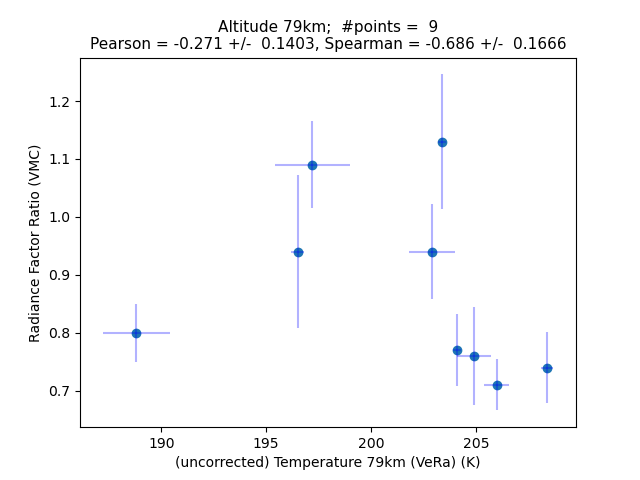 Altitude 79km;  #points =  9
Pearson = -0.271 +/-  0.1403, Spearman = -0.686 +/-  0.1666
1.2
1.1
1.0
0.9
0.8
0.7
Radiance Factor Ratio (VMC)
190
195
200
205
(uncorrected) Temperature 79km (VeRa) (K)